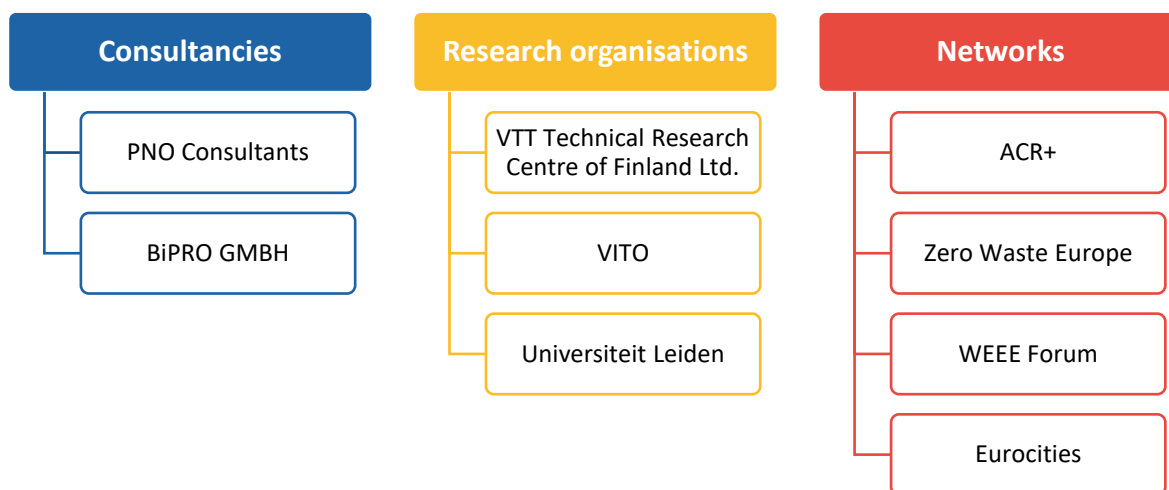 Consultancies
PNO Consultants
BiPRO GMBH
Research organisations
VTT Technical Research
Centre of Finland Ltd.
VITO
Universiteit Leiden
Networks
ACR+
Zero Waste Europe
WEEE Forum
Eurocities